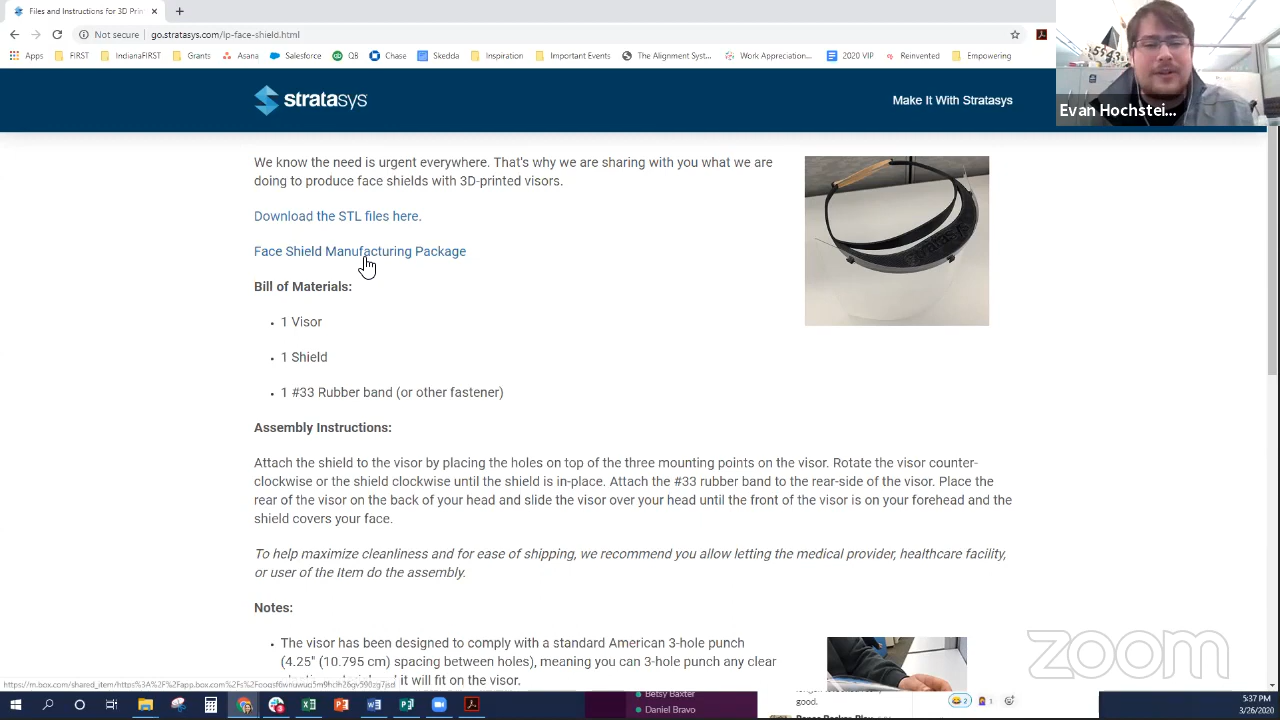 Files and Instructions for 3D Print
Not secure | go.stratasys.com/lp-face-shield.html
Apps
FIRST
IndianaFIRST
Grants
Asana
Salesforce
QB
Chase
Skedda
Inspiration
Important Events
The Alignment Syst...
Work Appreciation...
2020 VIP
Reinvented
Empowering
stratasys
Make It With Stratasys
Evan Hochstei...
We know the need is urgent everywhere. That's why we are sharing with you what we are
doing to produce face shields with 3D-printed visors.
Download the STL files here.
Face Shield Manufacturing Package
Bill of Materials:
• 1 Visor
• 1 Shield
• 1 #33 Rubber band (or other fastener)
Assembly Instructions:
Attach the shield to the visor by placing the holes on top of the three mounting points on the visor. Rotate the visor counter-
clockwise or the shield clockwise until the shield is in-place. Attach the #33 rubber band to the rear-side of the visor. Place the
rear of the visor on the back of your head and slide the visor over your head until the front of the visor is on your forehead and the
shield covers your face.
To help maximize cleanliness and for ease of shipping, we recommend you allow letting the medical provider, healthcare facility,
or user of the Item do the assembly.
Notes:
• The visor has been designed to comply with a standard American 3-hole punch
(4.25" (10.795 cm) spacing between holes), meaning you can 3-hole punch any clear
it will fit on the visor.
zoom
Betsy Baxter
Daniel Bravo
good.
2
1
5:37 PM
3/26/2020